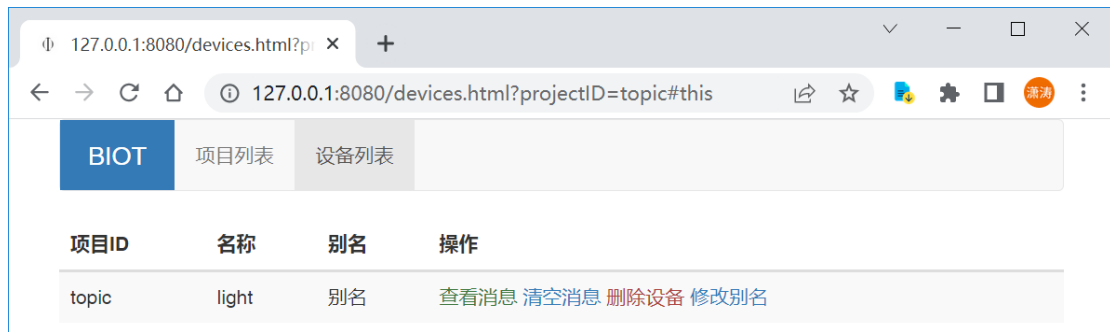 Φ 127.0.0.1:8080/devices.html?pr
127.0.0.1:8080/devices.html?projectID=topic#this
潇涛
BIOT 项目列表 设备列表
项目ID 名称 别名 操作
topic light 别名 查看消息 清空消息 删除设备 修改别名